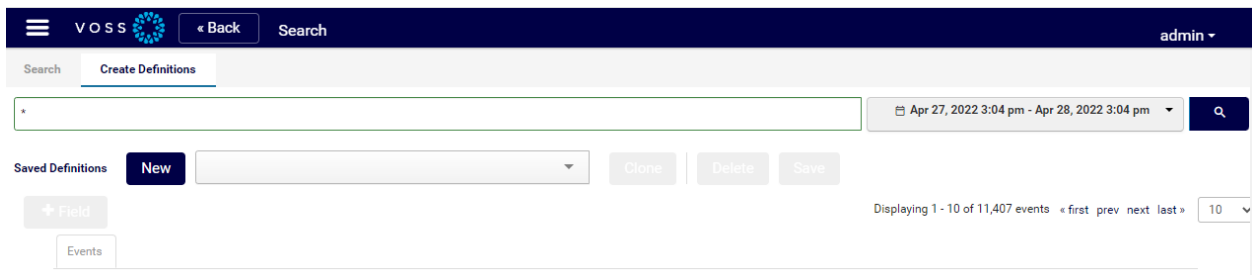 VOSS « Back Search admin
Search Create Definitions
* Apr 27, 2022 3:04 pm - Apr 28, 2022 3:04 pm
Saved Definitions New Clone Delete Save
+ Field Displaying 1 - 10 of 11,407 events « first prev next last » 10
Events